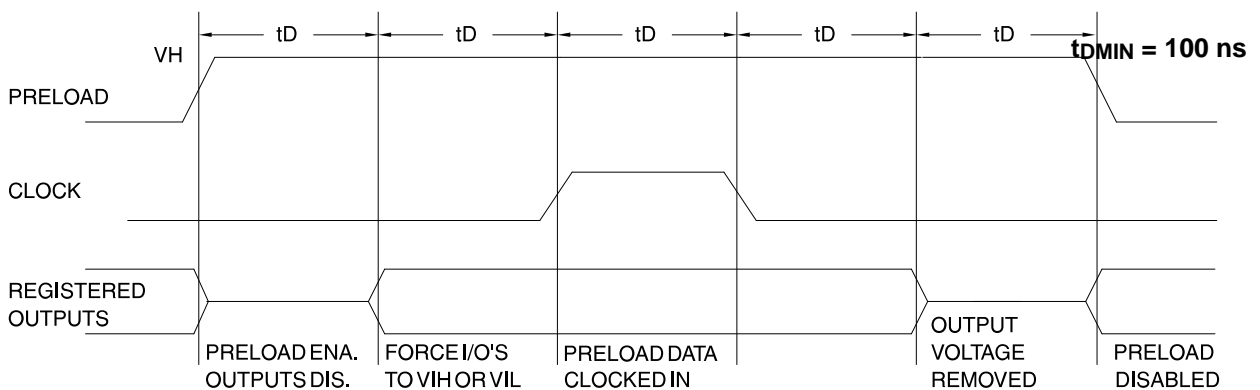 tD tD tD tD tD
VH
tDMIN = 100 ns
PRELOAD
CLOCK
REGISTERED
OUTPUTS
PRELOAD ENA.
OUTPUTS DIS.
FORCE I/O'S
TO VIH OR VIL
PRELOAD DATA
CLOCKED IN
OUTPUT
VOLTAGE
REMOVED
PRELOAD
DISABLED